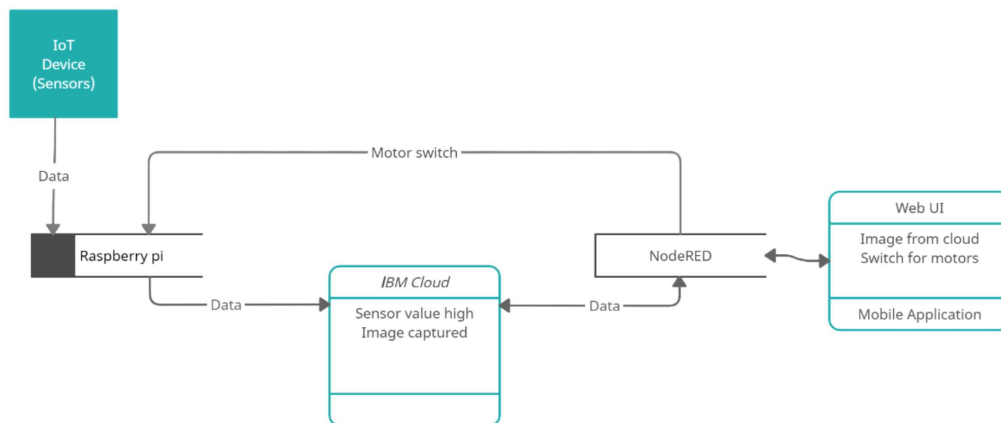 IoT
Device
(Sensors)
Data
Motor switch
Raspberry pi
Data
IBM Cloud
Sensor value high
Image captured
Data
NodeRED
Web UI
Image from cloud
Switch for motors
Mobile Application